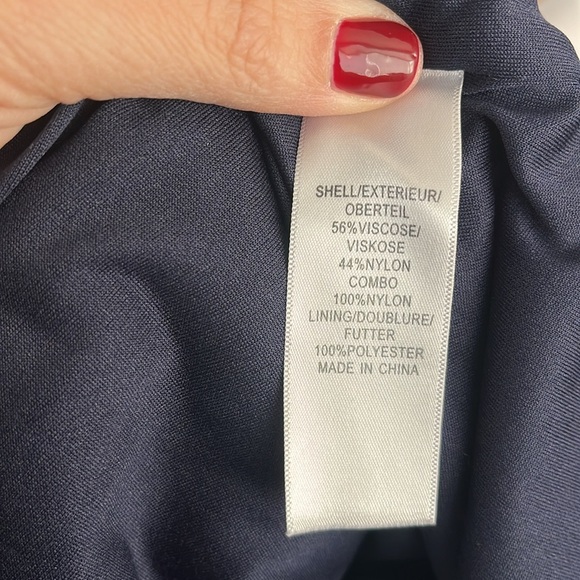 SHELL/EXTERIEUR/
OBERTEIL
56%VISCOSE/
VISKOSE
44%NYLON
COMBO
100%NYLON
LINING/DOUBLURE/
FUTTER
100%POLYESTER
MADE IN CHINA